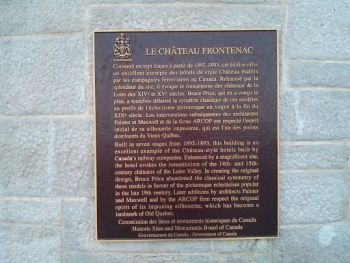 LE CHÂTEAU FRONTENAC
Construit en sept étapes à partir de 1892-1893, cet édifice offre
un excellent exemple des hôtels de style Château établis
par les compagnies ferroviaires au Canada. Rehaussé par la
splendeur du site, il évoque le romantisme des châteaux de la
Loire des XIVe et XVe siècles. Bruce Price, qui en a conçu le
plan, a toutefois délaissé la symétrie classique de ces modèles
au profit de l'éclectisme pittoresque en vogue à la fin du
XIXe siècle. Les interventions subséquentes des architectes
Painter et Maxwell et de la firme ARCOP ont respecté l'esprit
initial de sa silhouette imposante, qui est l'un des points
dominants du Vieux-Québec.
Built in seven stages from 1892-1893, this building is an
excellent example of the Château-style hotels built by
Canada's railway companies. Enhanced by a magnificent site,
the hotel evokes the romanticism of the 14th- and 15th-
century châteaux of the Loire Valley. In creating the original
design, Bruce Price abandoned the classical symmetry of
these models in favour of the picturesque eclecticism popular
in the late 19th century. Later additions by architects Painter
and Maxwell and by the ARCOP firm respect the original
spirit of its imposing silhouette, which has become a
landmark of Old Quebec.
Commission des lieux et monuments historiques du Canada
Historic Sites and Monuments Board of Canada
Gouvernement du Canada - Government of Canada